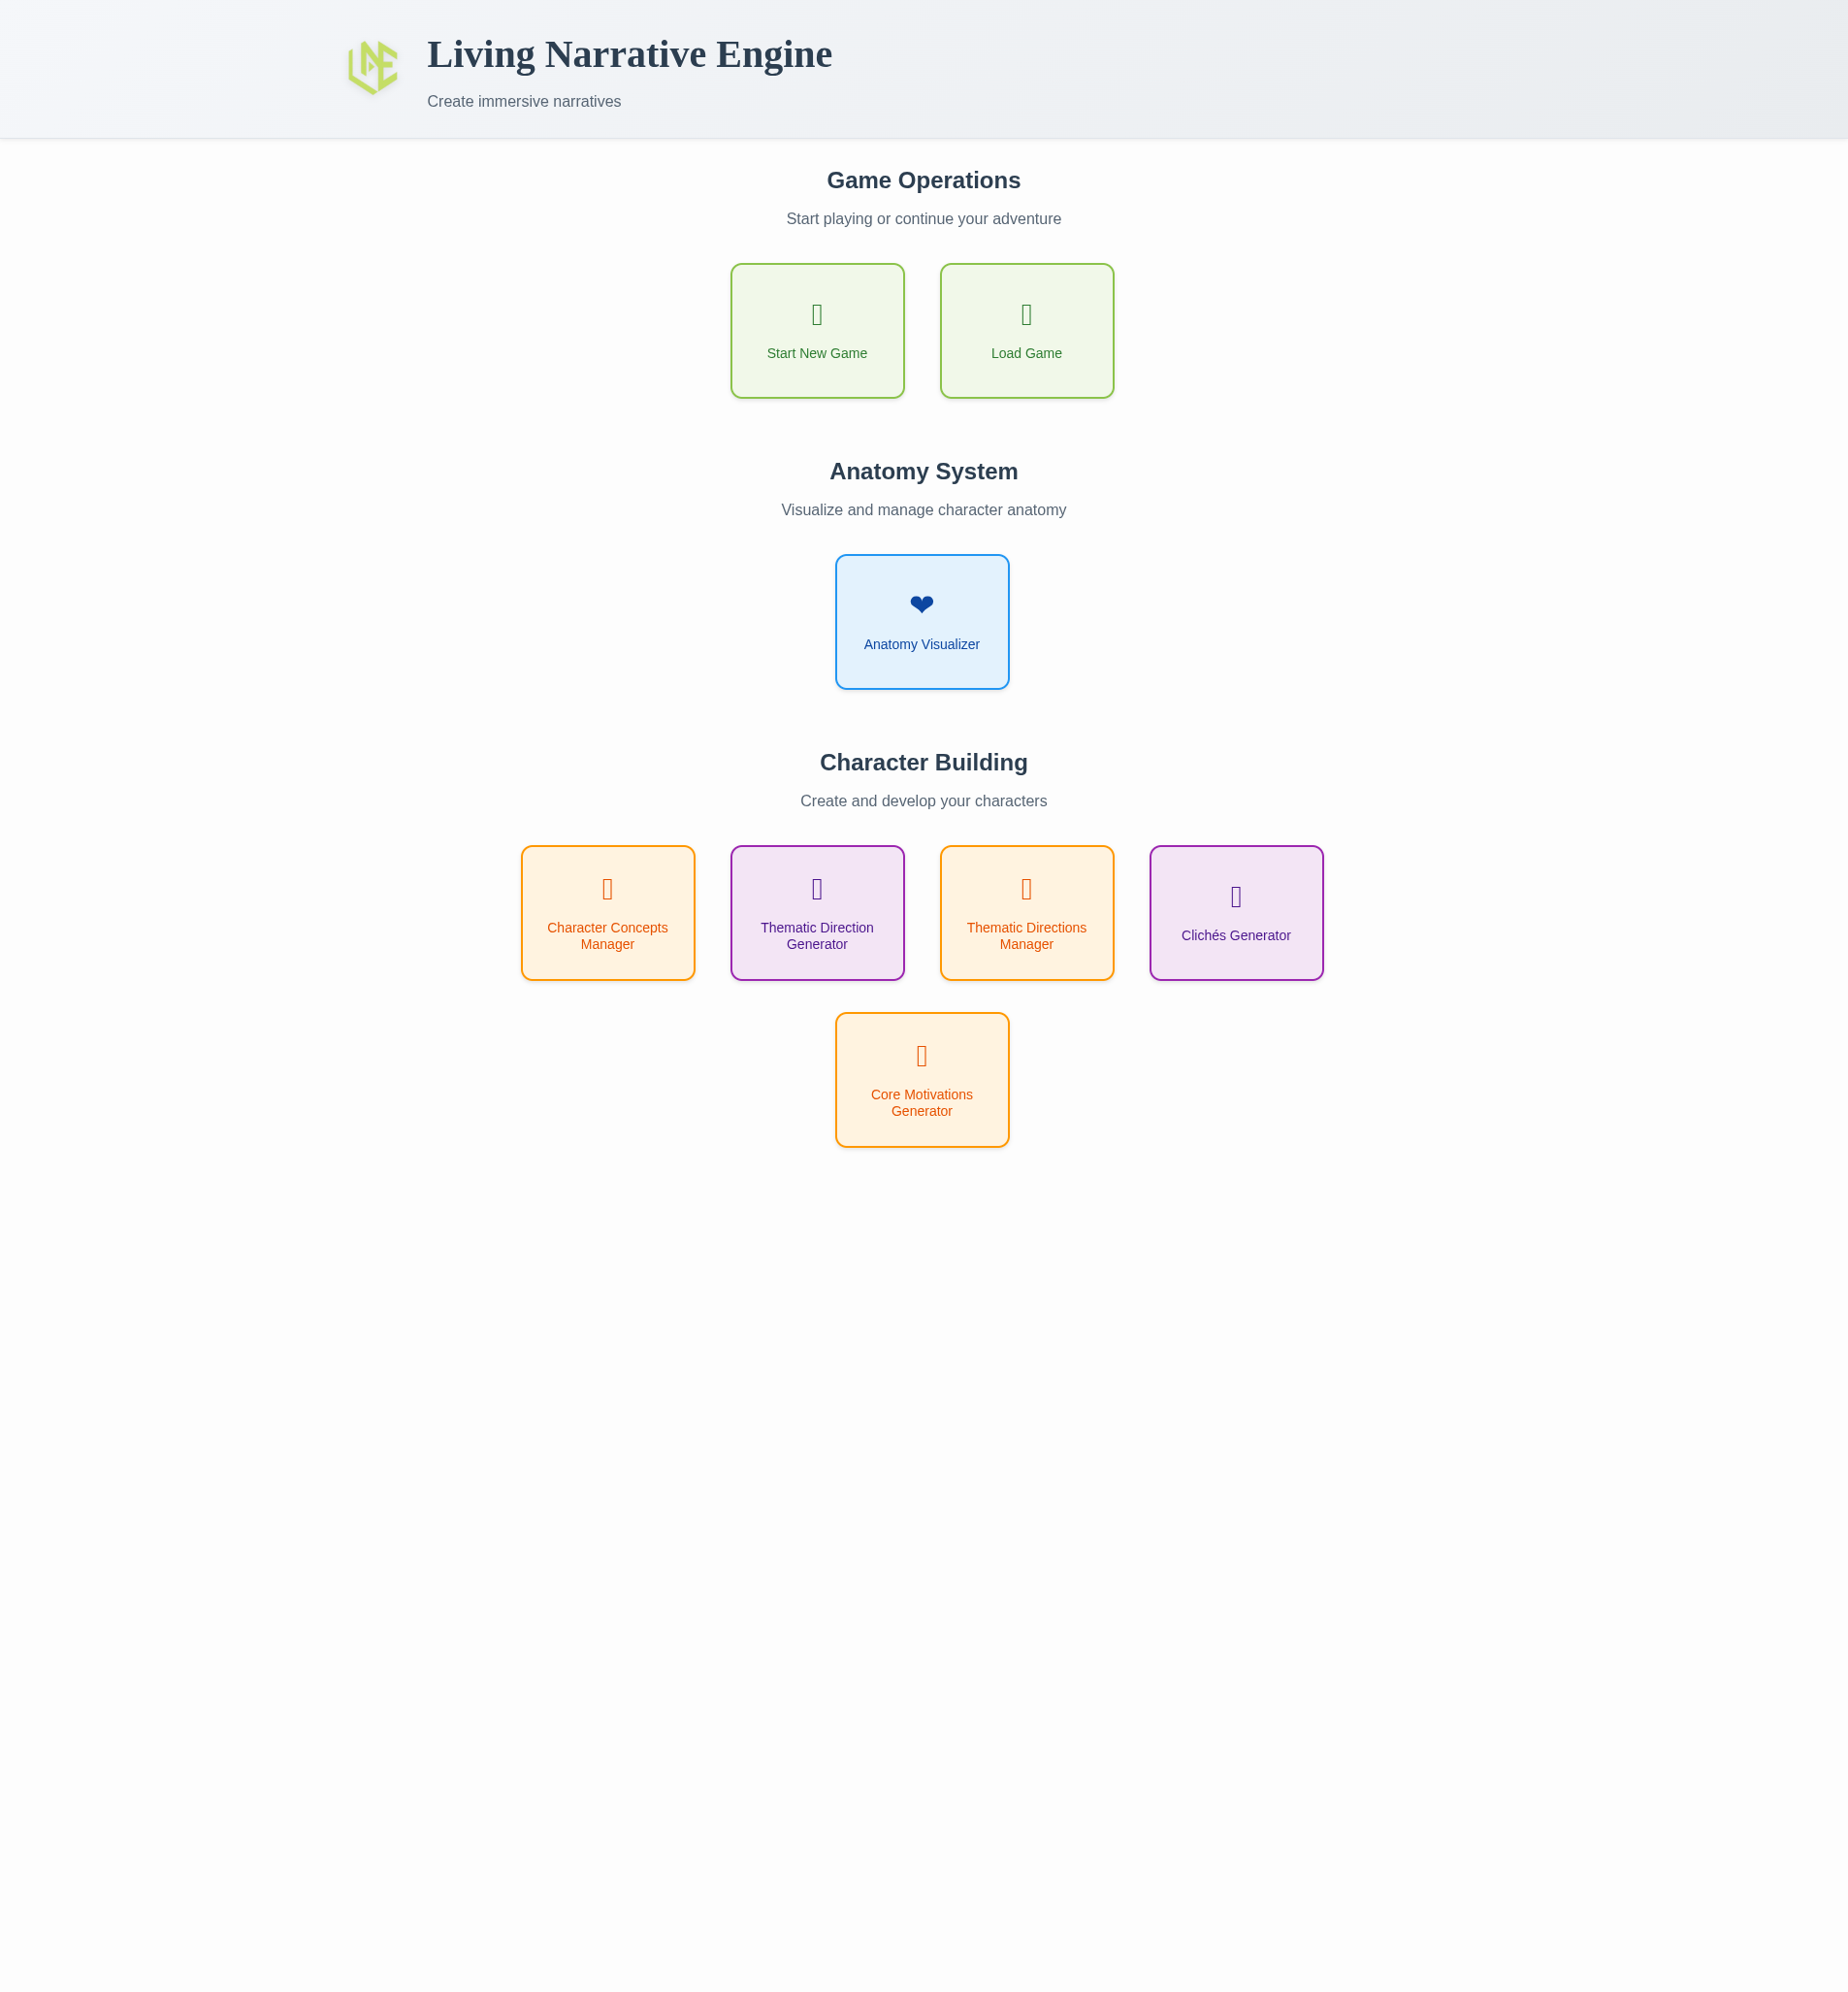 Living Narrative Engine
Create immersive narratives
Game Operations
Start playing or continue your adventure
Start New Game
Load Game
Anatomy System
Visualize and manage character anatomy
Anatomy Visualizer
Character Building
Create and develop your characters
Character Concepts
Manager
Thematic Direction
Generator
Thematic Directions
Manager
Clichés Generator
Core Motivations
Generator